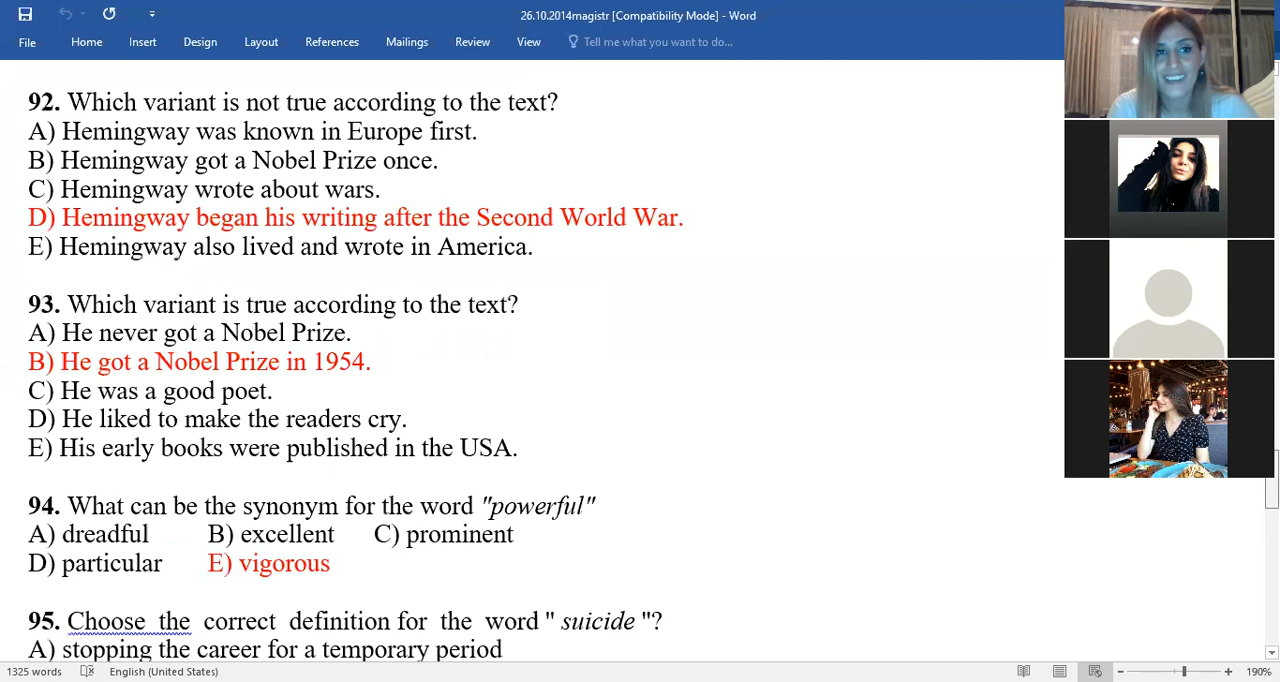 26.10.2014magistr [Compatibility Mode] - Word
File Home Insert Design Layout References Mailings Review View Tell me what you want to do...
92. Which variant is not true according to the text?
A) Hemingway was known in Europe first.
B) Hemingway got a Nobel Prize once.
C) Hemingway wrote about wars.
D) Hemingway began his writing after the Second World War.
E) Hemingway also lived and wrote in America.
93. Which variant is true according to the text?
A) He never got a Nobel Prize.
B) He got a Nobel Prize in 1954.
C) He was a good poet.
D) He liked to make the readers cry.
E) His early books were published in the USA.
94. What can be the synonym for the word "powerful"
A) dreadful B) excellent C) prominent
D) particular E) vigorous
95. Choose the correct definition for the word " suicide "?
A) stopping the career for a temporary period
1325 words English (United States) 190%